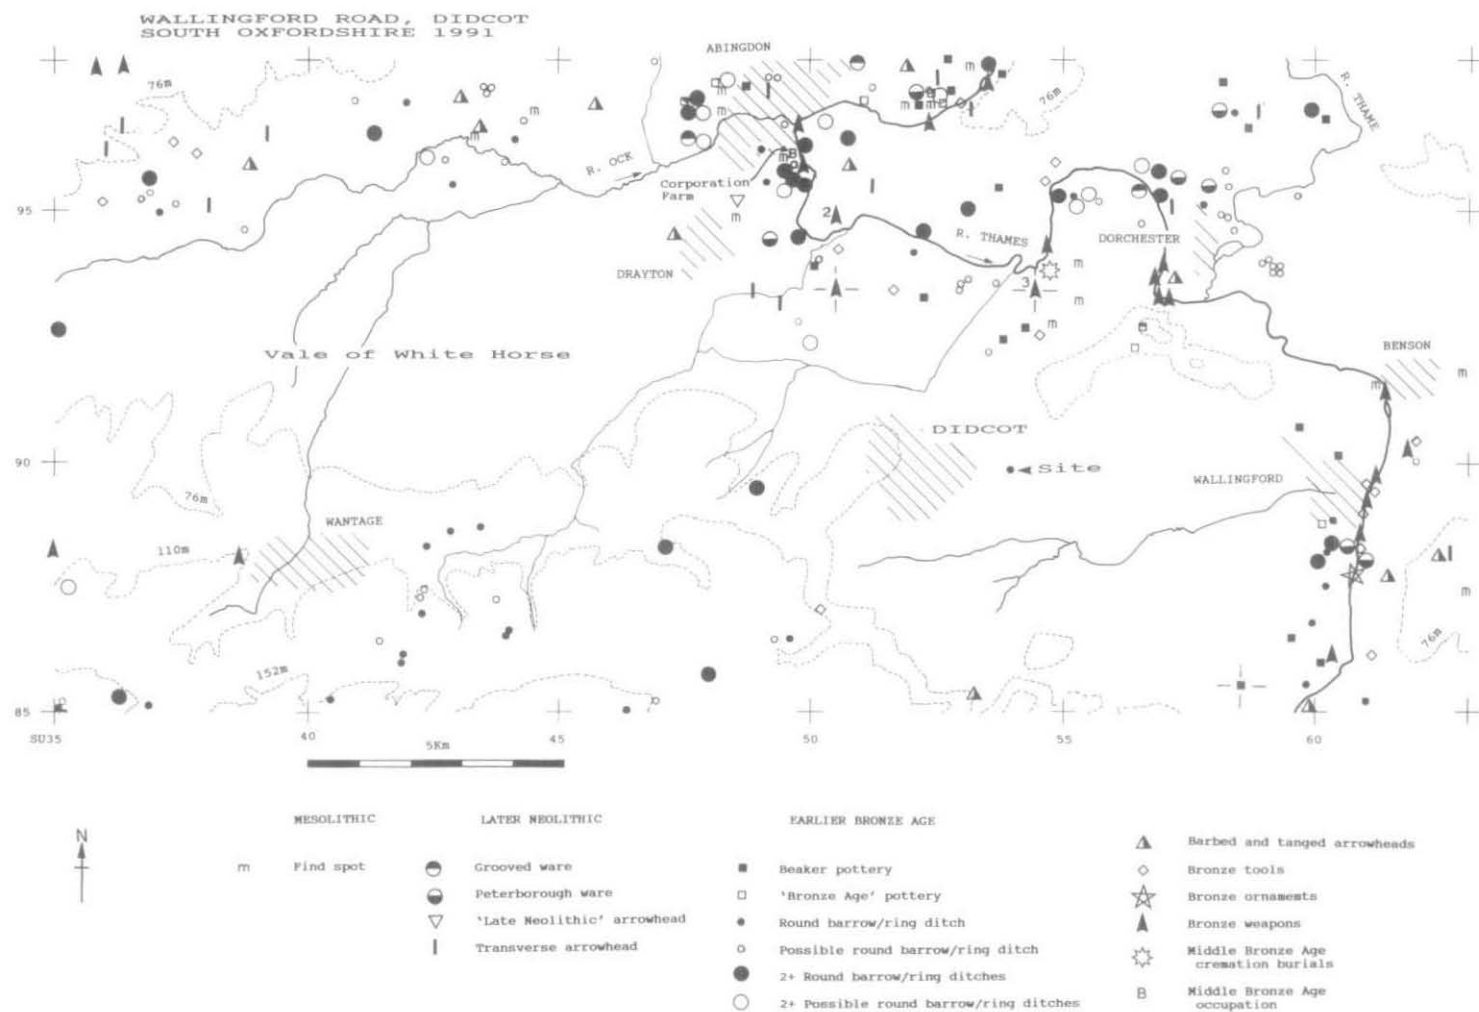 WALLINGFORD ROAD, DIDCOT
SOUTH OXFORDSHIRE 1991
ABINGDON
76m
m
m
m
m
m
m
76m
R. THAME
m
R. OCK
m
B
Corporation
Farm
m
95
2
R. THAMES
DORCHESTER
DRAYTON
m
3
m
m
Vale of White Horse
BENSON
m
m
DIDCOT
90
Site
WALLINGFORD
76m
WANTAGE
110m
m
152m
76m
85
SU35
40
45
50
55
60
5Km
N
MESOLITHIC
m
Find spot
LATER NEOLITHIC
Grooved ware
Peterborough ware
'Late Neolithic' arrowhead
Transverse arrowhead
EARLIER BRONZE AGE
Beaker pottery
'Bronze Age' pottery
Round barrow/ring ditch
Possible round barrow/ring ditch
2+ Round barrow/ring ditches
2+ Possible round barrow/ring ditches
Barbed and tanged arrowheads
Bronze tools
Bronze ornaments
Bronze weapons
Middle Bronze Age
cremation burials
B
Middle Bronze Age
occupation